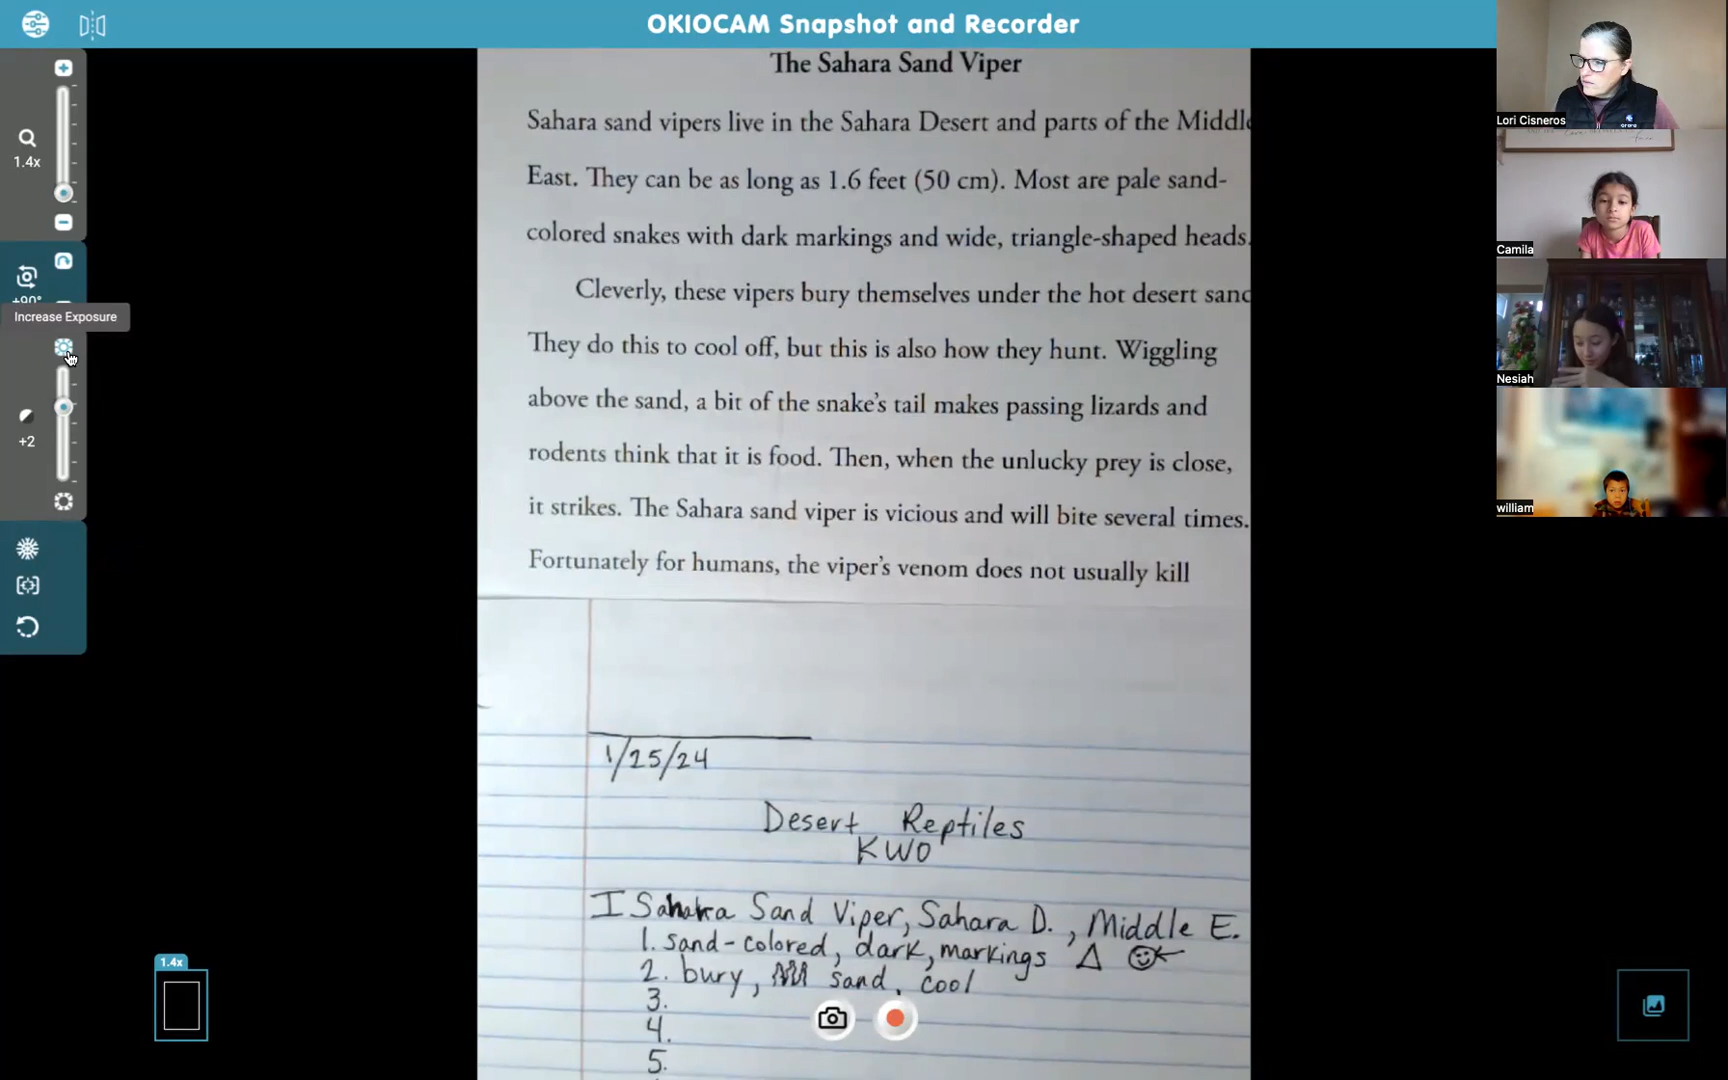 OKIOCAM Snapshot and Recorder
The Sahara Sand Viper
Sahara sand vipers live in the Sahara Desert and parts of the Middle
East. They can be as long as 1.6 feet (50 cm). Most are pale sand-
colored snakes with dark markings and wide, triangle-shaped heads.
Cleverly, these vipers bury themselves under the hot desert sand
They do this to cool off, but this is also how they hunt. Wiggling
above the sand, a bit of the snake's tail makes passing lizards and
rodents think that it is food. Then, when the unlucky prey is close,
it strikes. The Sahara sand viper is vicious and will bite several times.
Fortunately for humans, the viper's venom does not usually kill
1/25/24
Desert Reptiles
KWO
I Sahara Sand Viper, Sahara D., Middle E.
1. sand-colored, dark, markings
2. bury, sand, cool
3.
4.
5.
1.4x
+90°
Increase Exposure
+2
1.4x
Lori Cisneros
Camila
Nesiah
william